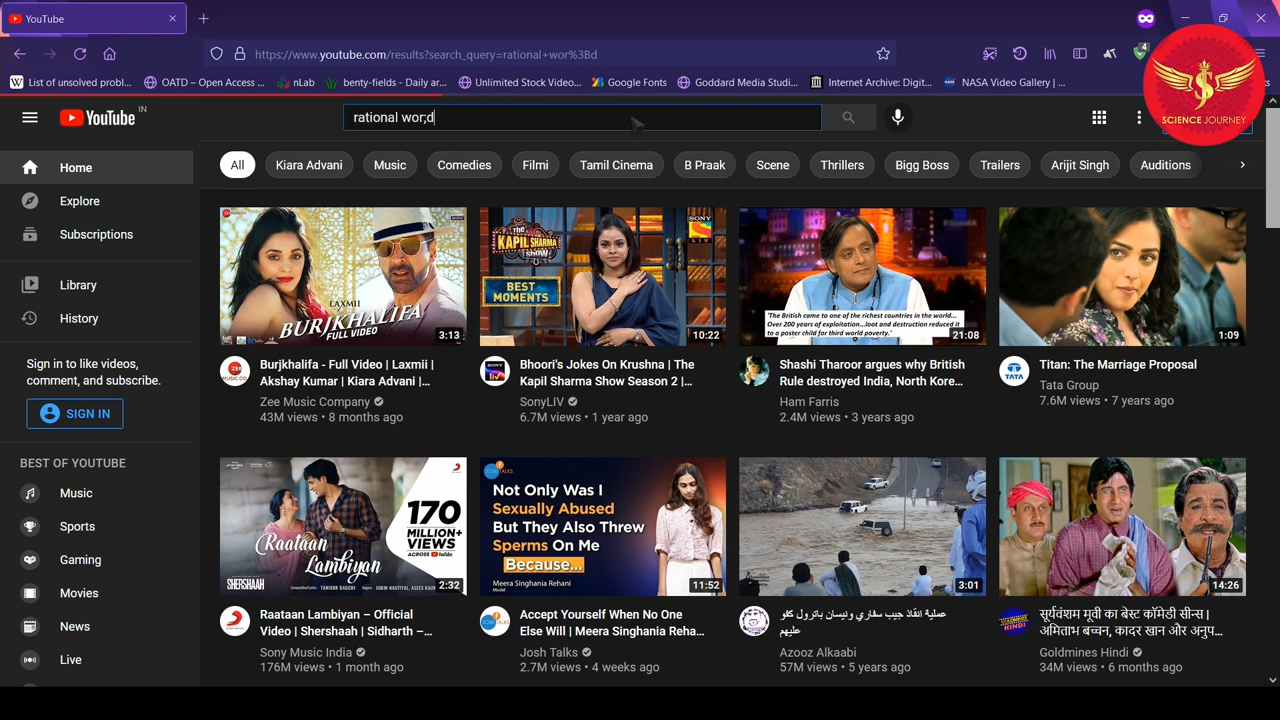 YouTube
https://www.youtube.com/results?search_query=rational+wor%3Bd
4
List of unsolved probl...
OATD – Open Access ...
nLab
benty-fields - Daily ar...
Unlimited Stock Video...
Google Fonts
Goddard Media Studi...
Internet Archive: Digit...
NASA Video Gallery | ...
SCIENCE JOURNEY
YouTube IN
rational wor;d
Home
Explore
Subscriptions
Library
History
Sign in to like videos,
comment, and subscribe.
SIGN IN
BEST OF YOUTUBE
Music
Sports
Gaming
Movies
News
Live
All
Kiara Advani
Music
Comedies
Filmi
Tamil Cinema
B Praak
Scene
Thrillers
Bigg Boss
Trailers
Arijit Singh
Auditions
LAXMII
BURJKHALIFA
FULL VIDEO
3:13
Burjkhalifa - Full Video | Laxmii |
Akshay Kumar | Kiara Advani |...
Zee Music Company
43M views • 8 months ago
The
KAPIL SHARMA
Show
BEST
MOMENTS
SONY
LIV
10:22
Bhoori's Jokes On Krushna | The
Kapil Sharma Show Season 2 |...
SonyLIV
6.7M views • 1 year ago
'The British came to one of the richest countries in the world...
Over 200 years of exploitation...loot and destruction reduced it
to a poster child for third world poverty.'
21:08
Shashi Tharoor argues why British
Rule destroyed India, North Kore...
Ham Farris
2.4M views • 3 years ago
1:09
TATA
Titan: The Marriage Proposal
Tata Group
7.6M views • 7 years ago
170
MILLION+
VIEWS
ACROSS YouTube
Raataan
Lambiyan
SHERSHAAH
2:32
Raataan Lambiyan – Official
Video | Shershaah | Sidharth –...
Sony Music India
176M views • 1 month ago
JOSH TALKS
Not Only Was I
Sexually Abused
But They Also Threw
Sperms On Me
Because...
Meera Singhania Rehani
Model
11:52
Accept Yourself When No One
Else Will | Meera Singhania Reha...
Josh Talks
2.7M views • 4 weeks ago
3:01
عملية انقاذ جيب سفاري و نيسان باترول كفو
عليهم
Azooz Alkaabi
57M views • 5 years ago
14:26
सूर्यवंशम मूवी का बेस्ट कॉमेडी सीन |
अमिताभ बच्चन, कादर खान और अनुप...
Goldmines Hindi
34M views • 6 months ago